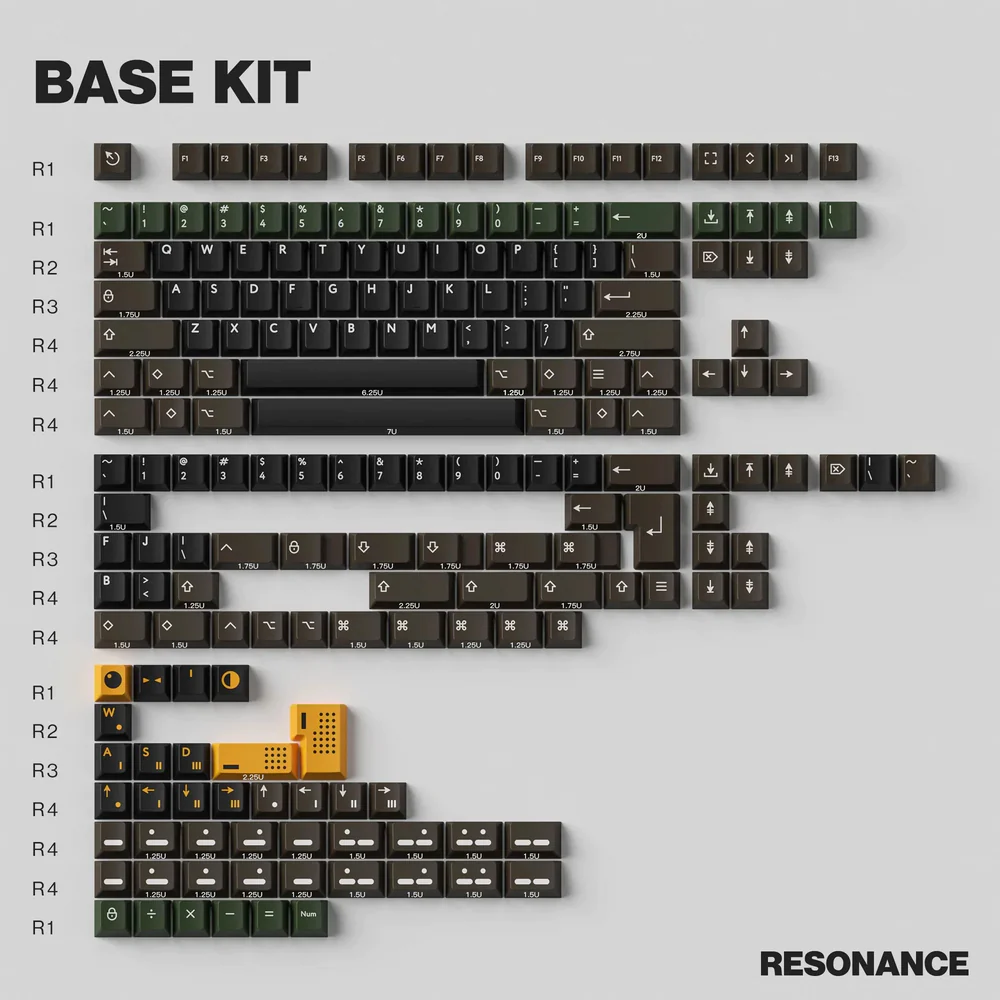 BASE KIT
R1 F1 F2 F3 F4 F5 F6 F7 F8 F9 F10 F11 F12 F13
R1 ~ ` ! 1 @ 2 # 3 $ 4 % 5 ^ 6 & 7 * 8 ( 9 ) 0 _ - + = ← 2U | \
R2 1.5U Q W E R T Y U I O P { [ } ] | \ 1.5U
R3 1.75U A S D F G H J K L : ; " ' 2.25U
R4 2.25U Z X C V B N M < , > . ? / 2.75U ↑
R4 1.25U 1.25U 1.25U 6.25U 1.25U 1.25U 1.25U 1.25U ← ↓ →
R4 1.5U 1.5U 7U 1.5U 1.5U
R1 ~ ` ! 1 @ 2 # 3 $ 4 % 5 ^ 6 & 7 * 8 ( 9 ) 0 _ - + = ← 2U | \ ~ `
R2 | \ 1.5U ← 1.5U
R3 F J | \ 1.75U 1.75U 1.75U 1.75U ⌘ 1.75U ⌘ 1.75U
R4 B > < 1.25U 2.25U 2U 1.75U
R4 1.5U 1.5U ⌘ 1.5U ⌘ 1.5U ⌘ 1.25U ⌘ 1.25U ⌘
R1
R2 W
R3 A I S II D III 2.25U
R4 ↑ ← I ↓ II → III ↑ ← I ↓ II → III
R4 1.25U 1.25U 1.25U 1.25U 1.5U 1.5U 1.5U 1.5U
R4 1.25U 1.25U 1.25U 1.25U 1.5U 1.5U 1.5U 1.5U
R1 ÷ × − = Num
RESONANCE